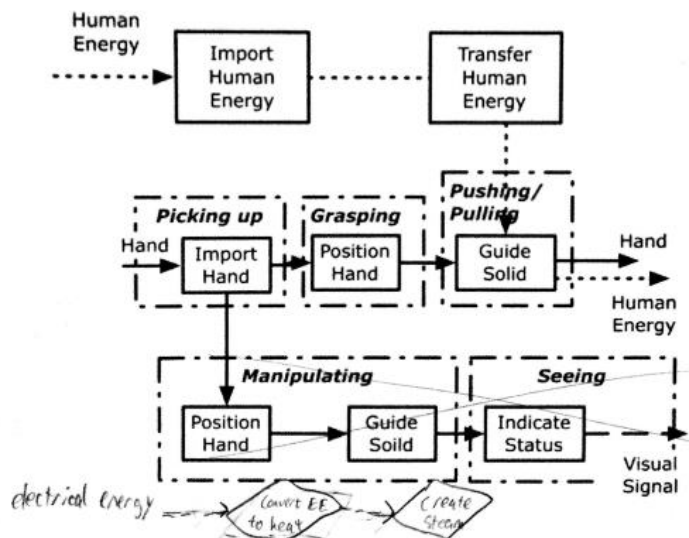 Human
Energy
Import
Human
Energy
Transfer
Human
Energy
Picking up
Grasping
Pushing/
Pulling
Hand
Import
Hand
Position
Hand
Guide
Solid
Hand
Human
Energy
Manipulating
Seeing
Position
Hand
Guide
Soild
Indicate
Status
Visual
Signal
electrical energy
Convert EE
to heat
Create
Steam